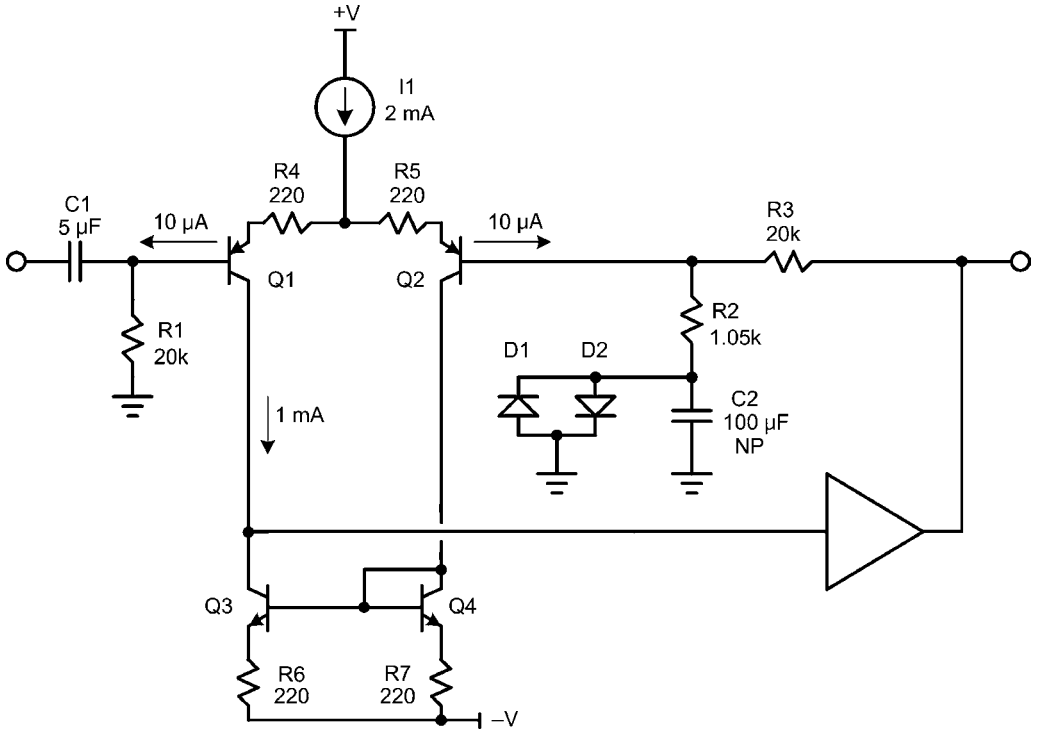 +V
I1
2 mA
R4
220
R5
220
C1
5 µF
10 µA
10 µA
R3
20k
Q1
Q2
R1
20k
R2
1.05k
D1
D2
C2
100 µF
NP
1 mA
Q3
Q4
R6
220
R7
220
–V